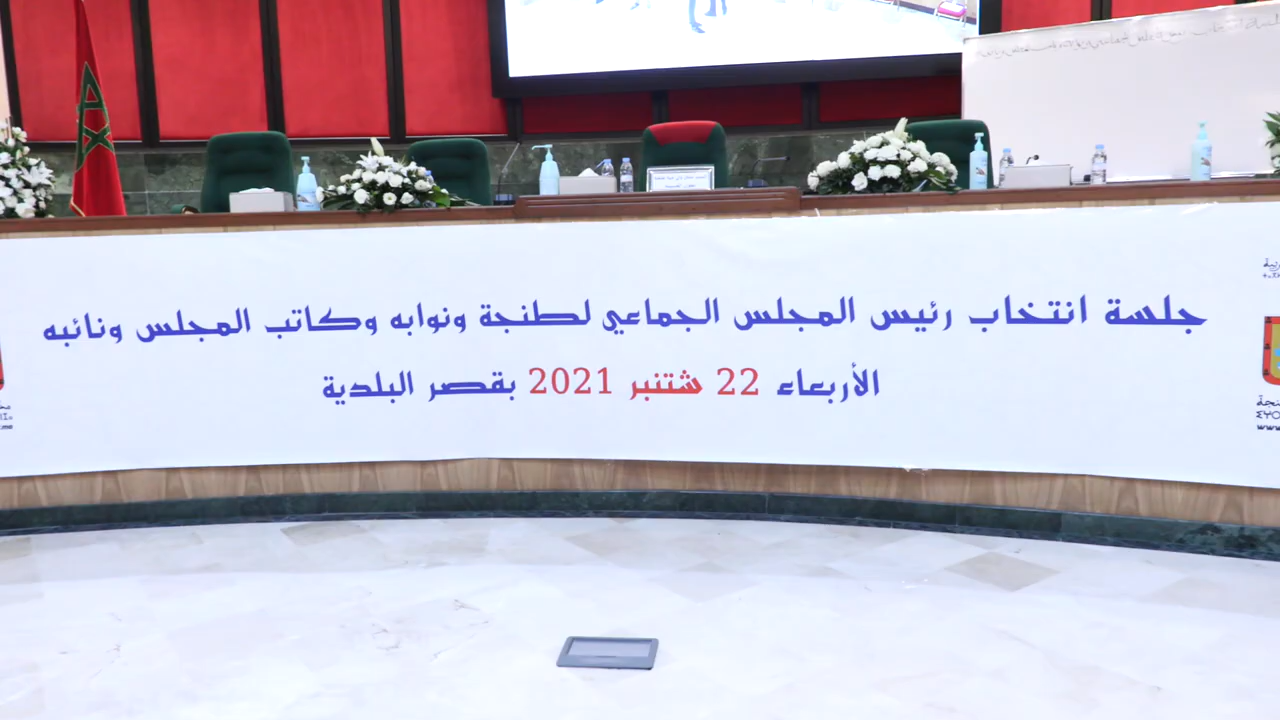 جلسة انتخاب رئيس المجلس الجماعي لطنجة ونوابه وكاتب المجلس ونائبه
الأربعاء 22 شتنبر 2021 بقصر البلدية